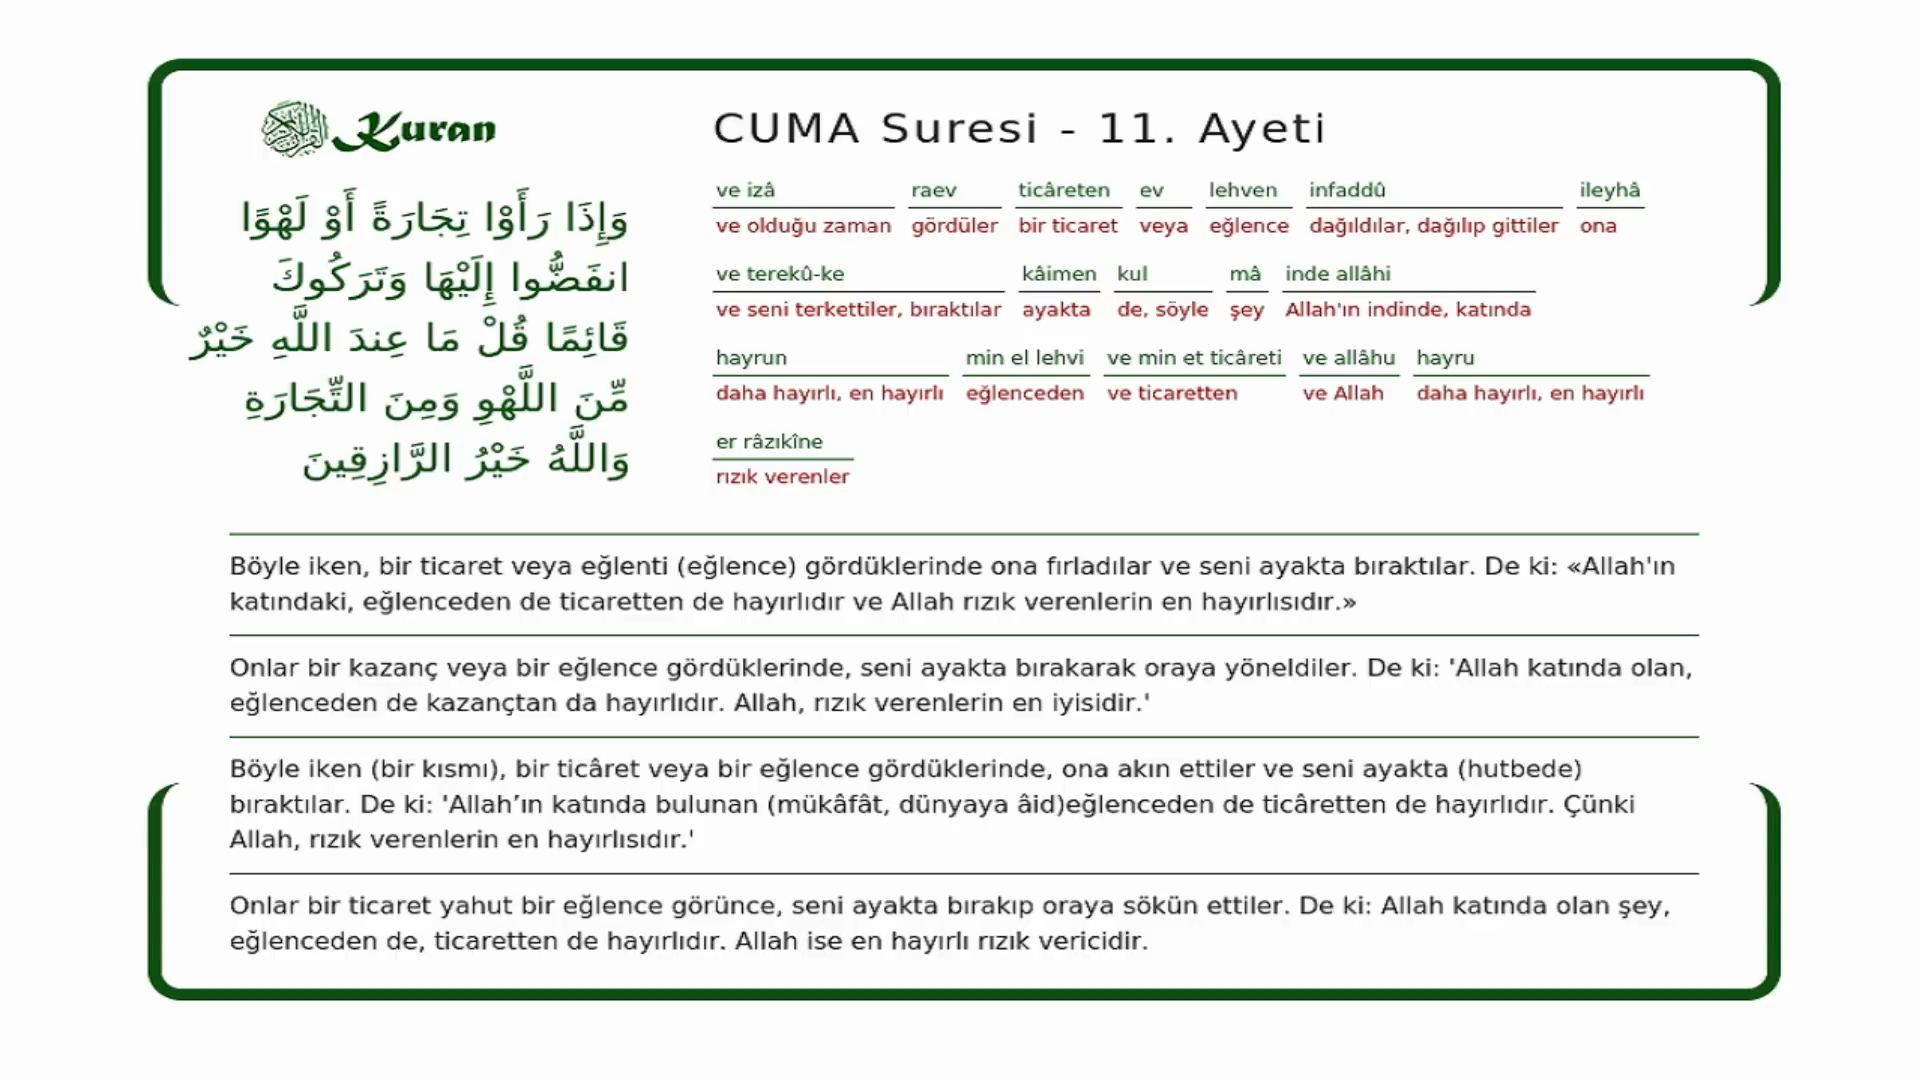 Kuran
CUMA Suresi - 11. Ayeti
وَإِذَا رَأَوْا تِجَارَةً أَوْ لَهْوًا
انفَضُّوا إِلَيْهَا وَتَرَكُوكَ
قَائِمًا قُلْ مَا عِندَ اللَّهِ خَيْرٌ
مِّنَ اللَّهْوِ وَمِنَ التِّجَارَةِ
وَاللَّهُ خَيْرُ الرَّازِقِينَ
ve izâ raev ticâreten ev lehven infaddû ileyhâ
ve olduğu zaman gördüler bir ticaret veya eğlence dağıldılar, dağılıp gittiler ona
ve terekû-ke kâimen kul mâ inde allâhi
ve seni terkettiler, bıraktılar ayakta de, söyle şey Allah'ın indinde, katında
hayrun min el lehvi ve min et ticâreti ve allâhu hayru
daha hayırlı, en hayırlı eğlenceden ve ticaretten ve Allah daha hayırlı, en hayırlı
er râzıkîne
rızık verenler
Böyle iken, bir ticaret veya eğlenti (eğlence) gördüklerinde ona fırladılar ve seni ayakta bıraktılar. De ki: «Allah'ın
katındaki, eğlenceden de ticaretten de hayırlıdır ve Allah rızık verenlerin en hayırlısıdır.»
Onlar bir kazanç veya bir eğlence gördüklerinde, seni ayakta bırakarak oraya yöneldiler. De ki: 'Allah katında olan,
eğlenceden de kazançtan da hayırlıdır. Allah, rızık verenlerin en iyisidir.'
Böyle iken (bir kısmı), bir ticâret veya bir eğlence gördüklerinde, ona akın ettiler ve seni ayakta (hutbede)
bıraktılar. De ki: 'Allah’ın katında bulunan (mükâfât, dünyaya âid)eğlenceden de ticâretten de hayırlıdır. Çünki
Allah, rızık verenlerin en hayırlısıdır.'
Onlar bir ticaret yahut bir eğlence görünce, seni ayakta bırakıp oraya sökün ettiler. De ki: Allah katında olan şey,
eğlenceden de, ticaretten de hayırlıdır. Allah ise en hayırlı rızık vericidir.